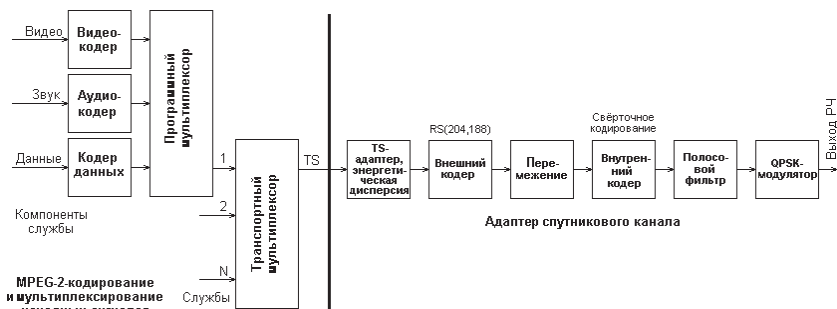 Видео
Видео-
кодер
Звук
Аудио-
кодер
Данные
Кодер
данных
Программный
мультиплексор
1
2
N
Компоненты
службы
Службы
Транспортный
мультиплексор
TS
MPEG-2-кодирование
и мультиплексирование
TS-
адаптер,
энергети-
ческая
дисперсия
RS(204,188)
Внешний
кодер
Пере-
межение
Свёрточное
кодирование
Внутрен-
ний
кодер
Полосо-
вой
фильтр
QPSK-
модулятор
Выход РЧ
Адаптер спутникового канала